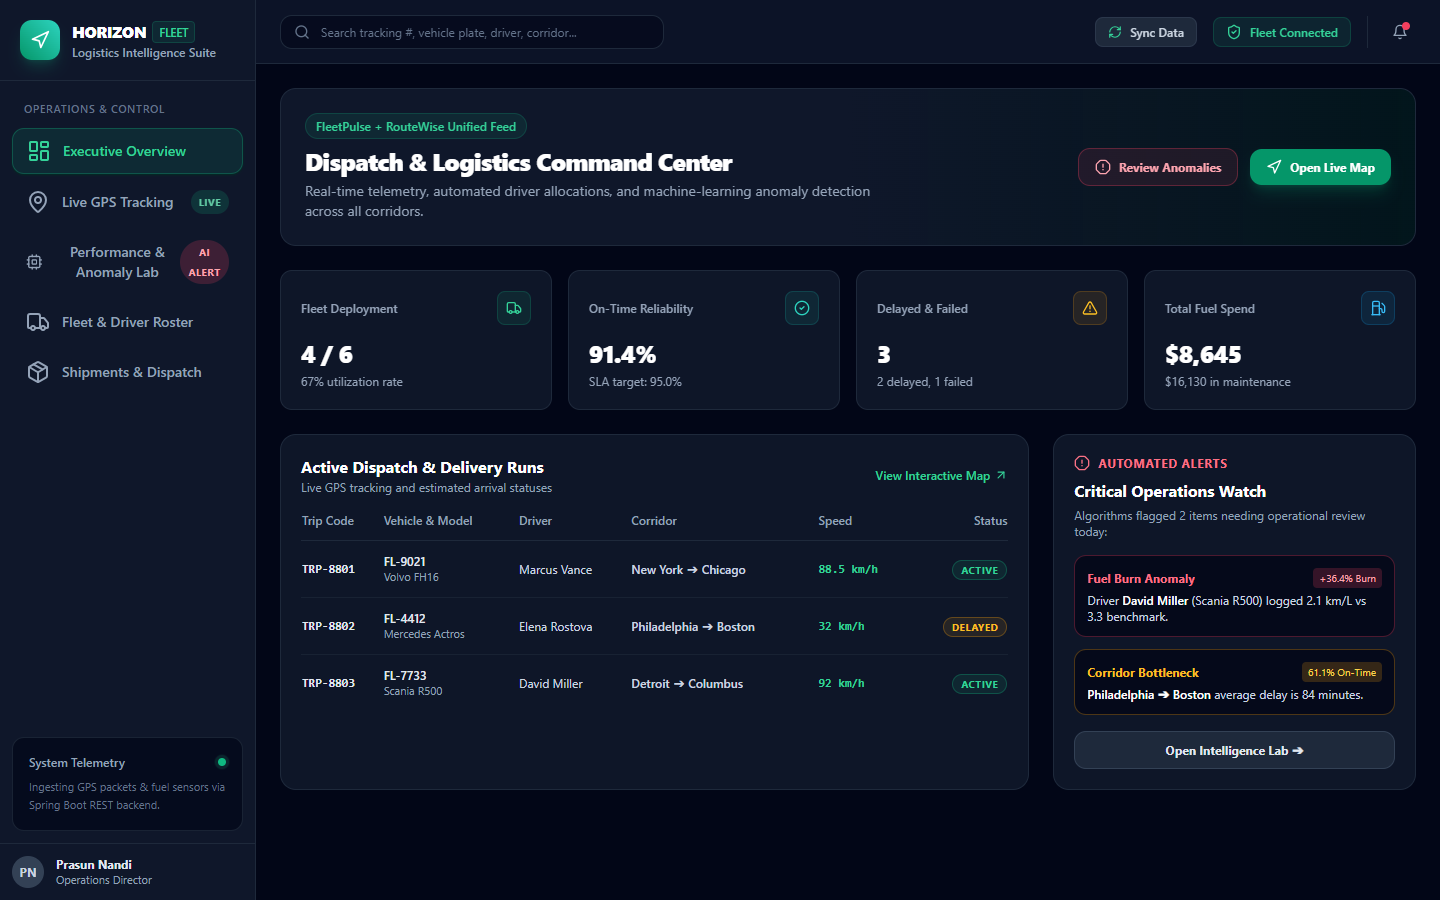 HORIZON FLEET
Logistics Intelligence Suite
OPERATIONS & CONTROL
Executive Overview
Live GPS Tracking LIVE
Performance &
Anomaly Lab
AI
ALERT
Fleet & Driver Roster
Shipments & Dispatch
System Telemetry
Ingesting GPS packets & fuel sensors via
Spring Boot REST backend.
PN
Prasun Nandi
Operations Director
Search tracking #, vehicle plate, driver, corridor...
Sync Data
Fleet Connected
FleetPulse + RouteWise Unified Feed
Dispatch & Logistics Command Center
Real-time telemetry, automated driver allocations, and machine-learning anomaly detection
across all corridors.
Review Anomalies
Open Live Map
Fleet Deployment
4 / 6
67% utilization rate
On-Time Reliability
91.4%
SLA target: 95.0%
Delayed & Failed
3
2 delayed, 1 failed
Total Fuel Spend
$8,645
$16,130 in maintenance
Active Dispatch & Delivery Runs
Live GPS tracking and estimated arrival statuses
View Interactive Map ↗
Trip Code Vehicle & Model Driver Corridor Speed Status
TRP-8801 FL-9021 Marcus Vance New York → Chicago 88.5 km/h ACTIVE
Volvo FH16
TRP-8802 FL-4412 Elena Rostova Philadelphia → Boston 32 km/h DELAYED
Mercedes Actros
TRP-8803 FL-7733 David Miller Detroit → Columbus 92 km/h ACTIVE
Scania R500
AUTOMATED ALERTS
Critical Operations Watch
Algorithms flagged 2 items needing operational review
today:
Fuel Burn Anomaly +36.4% Burn
Driver David Miller (Scania R500) logged 2.1 km/L vs
3.3 benchmark.
Corridor Bottleneck 61.1% On-Time
Philadelphia → Boston average delay is 84 minutes.
Open Intelligence Lab →